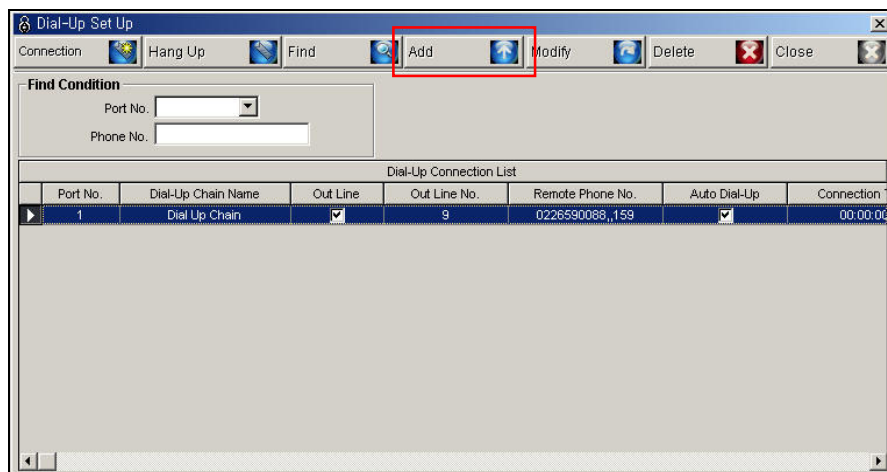 Dial-Up Set Up
Connection Hang Up Find Add Modify Delete Close
Find Condition
Port No.
Phone No.
Dial-Up Connection List
Port No. Dial-Up Chain Name Out Line Out Line No. Remote Phone No. Auto Dial-Up Connection T
1 Dial Up Chain 9 0226590088,,159 00:00:00